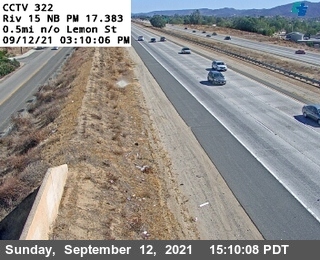 CCTV 322
Riv 15 NB PM 17.383
0.5mi n/o Lemon St
09/12/21 03:10:06 PM
Sunday, September 12, 2021 15:10:08 PDT